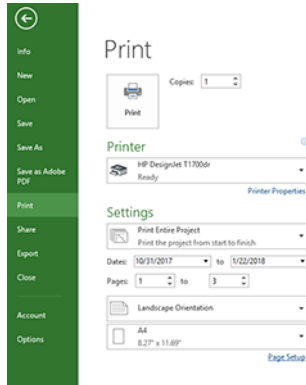 Info
New
Open
Save
Save As
Save as Adobe
PDF
Print
Share
Export
Close
Account
Options
Print
Print
Copies: 1
Printer
HP DesignJet T1700dr
Ready
Printer Properties
Settings
Print Entire Project
Print the project from start to finish
Dates: 10/31/2017 to 1/22/2018
Pages: 1 to 3
Landscape Orientation
A4
8.27" x 11.69"
Page Setup